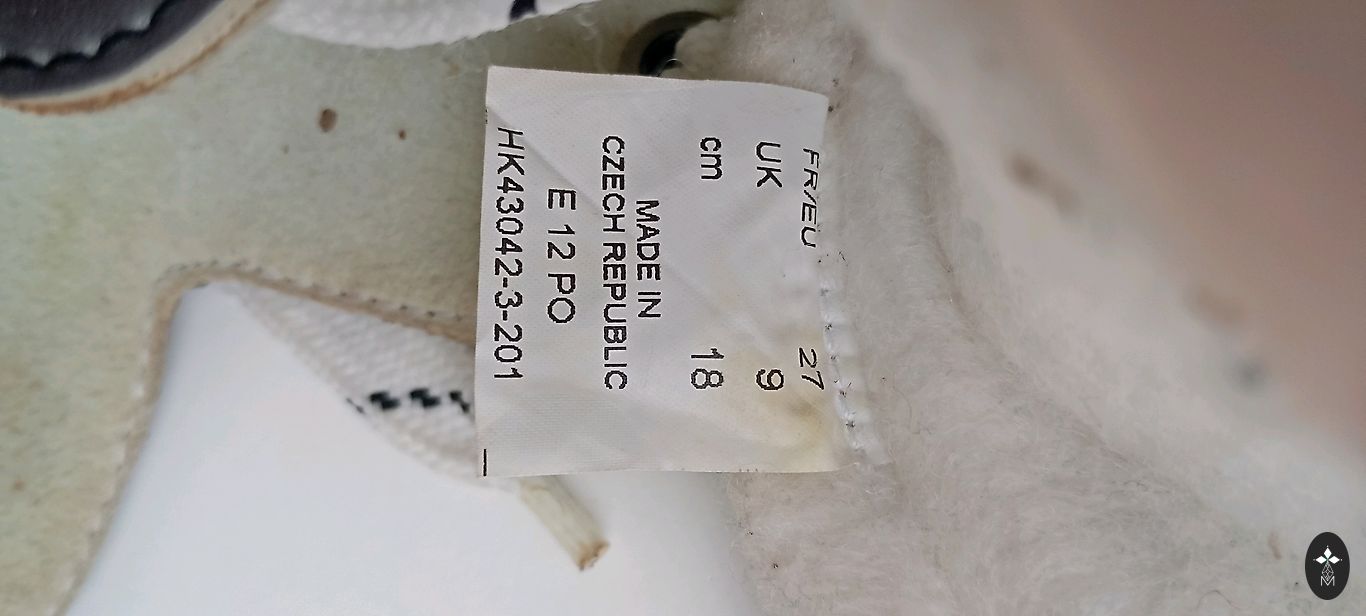 FR/EU 27
UK 9
cm 18
MADE IN
CZECH REPUBLIC
E 12 PO
HK43042-3-201
M